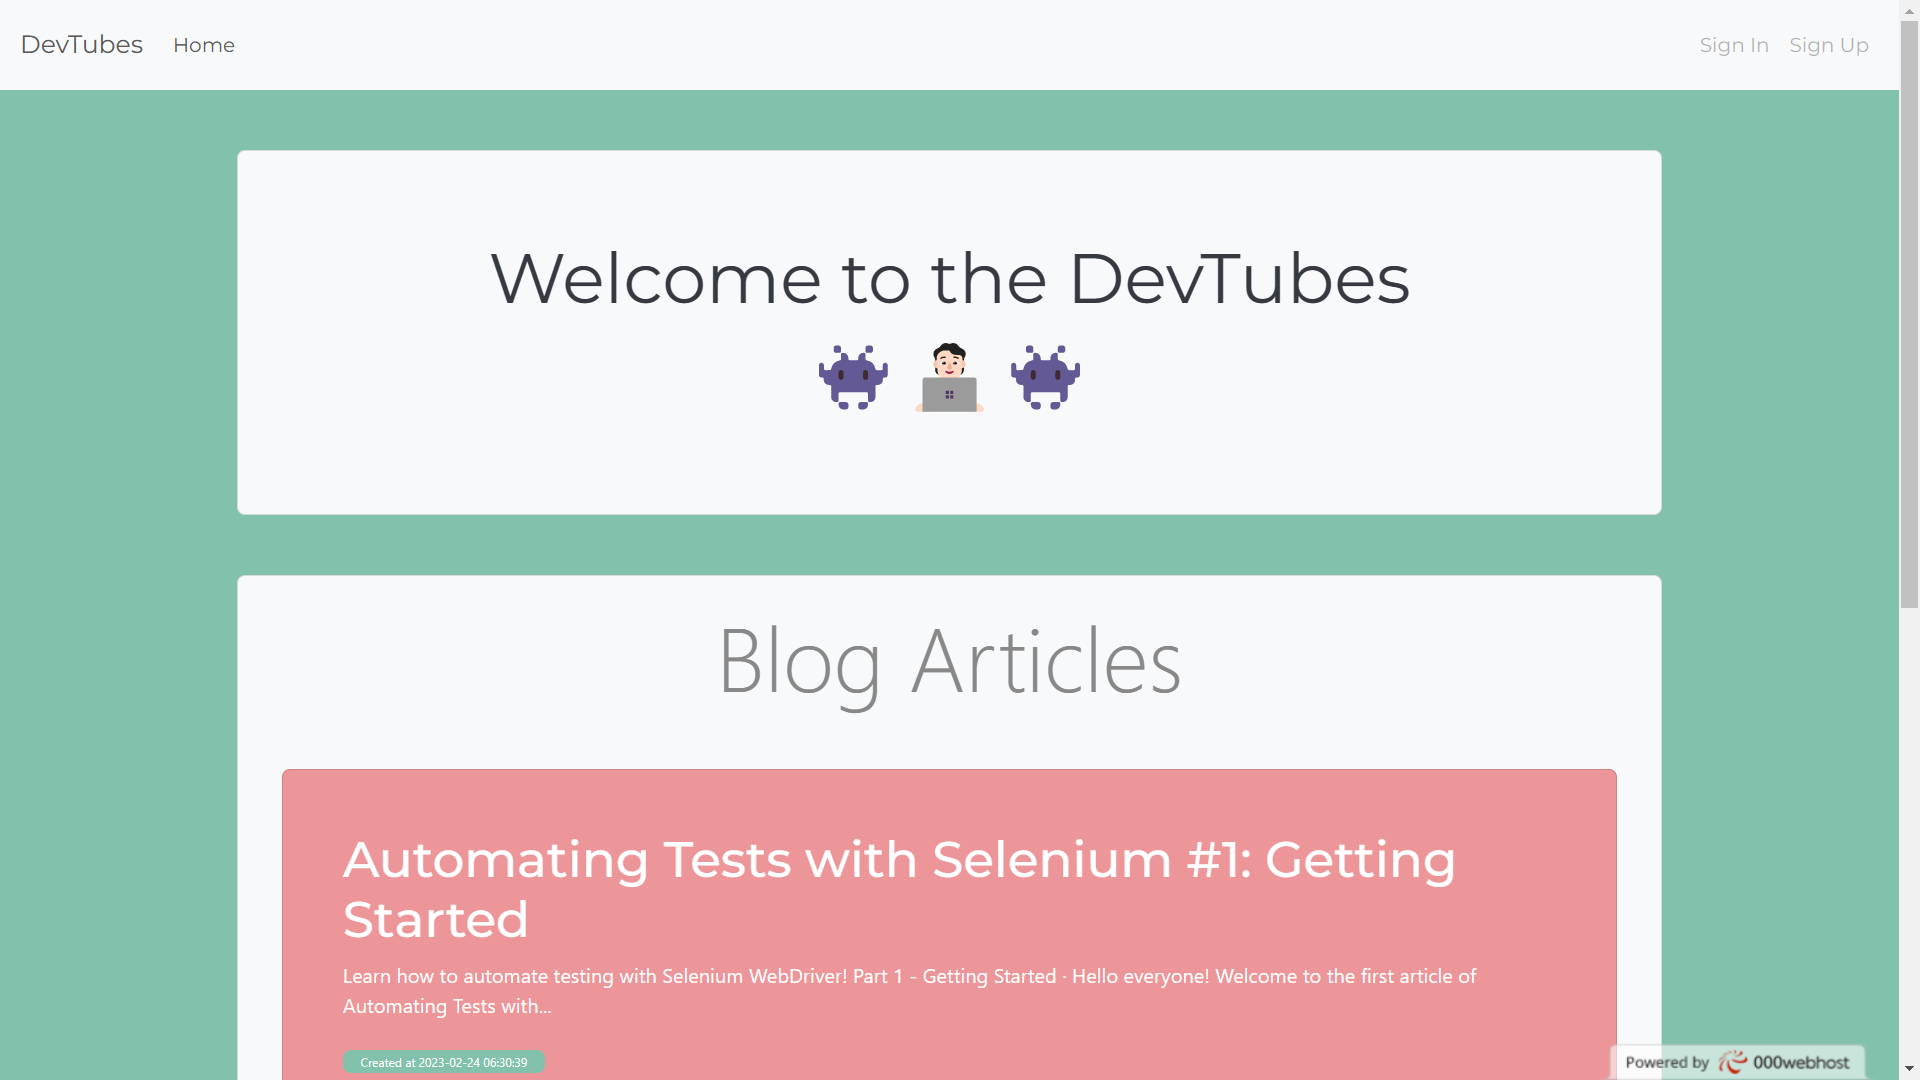 DevTubes Home Sign In Sign Up
Welcome to the DevTubes
Blog Articles
Automating Tests with Selenium #1: Getting
Started
Learn how to automate testing with Selenium WebDriver! Part 1 - Getting Started · Hello everyone! Welcome to the first article of
Automating Tests with...
Created at 2023-02-24 06:30:39
Powered by 000webhost